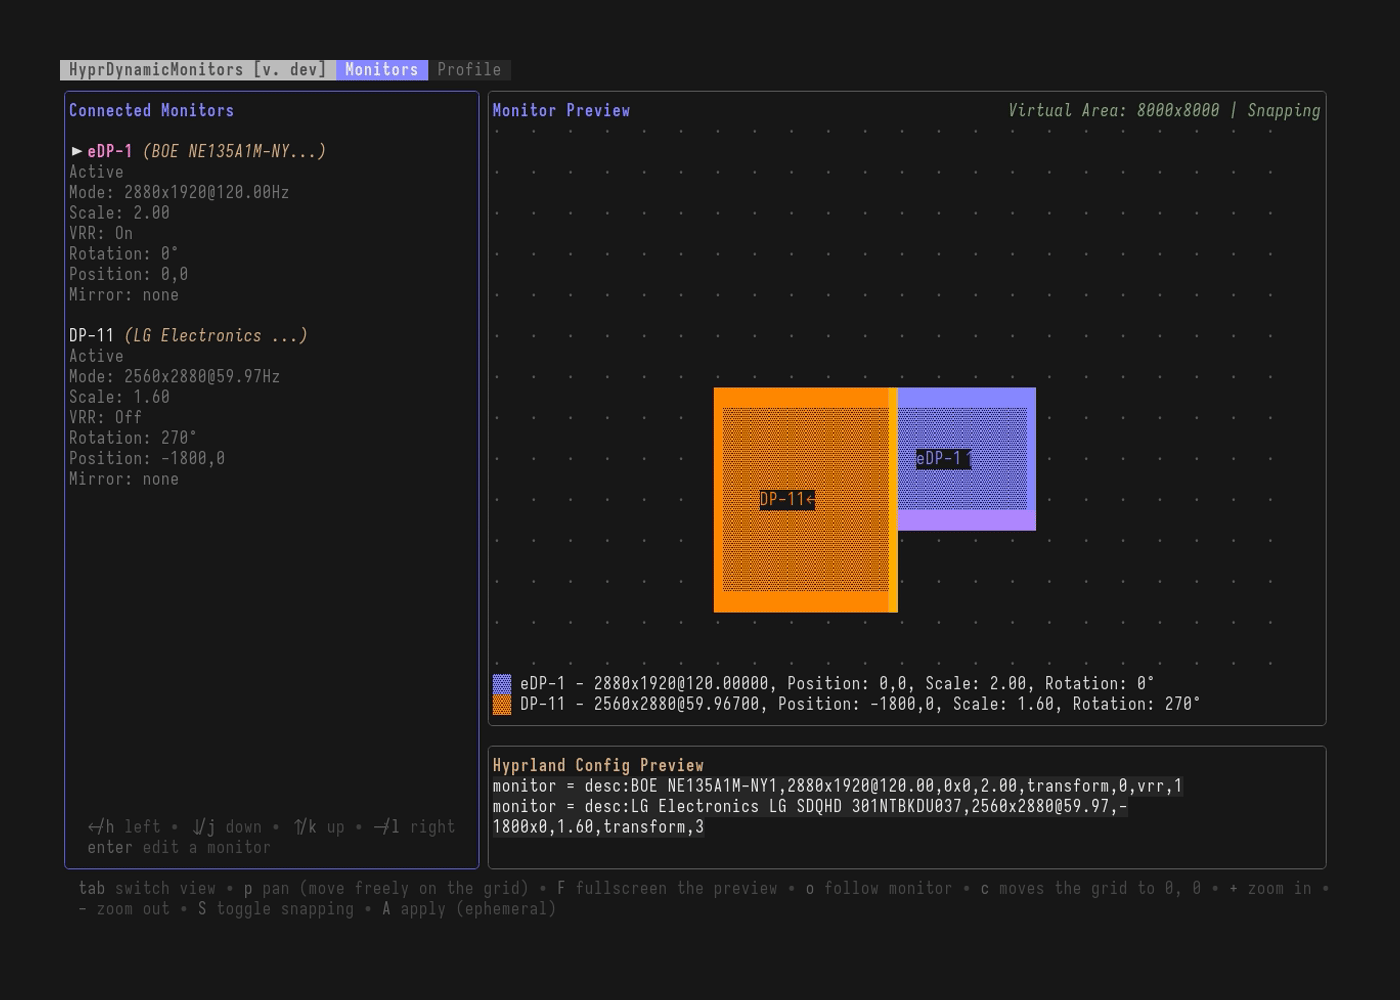 HyprDynamicMonitors [v. dev] Monitors Profile
Connected Monitors
► eDP-1 (BOE NE135A1M-NY...)
Active
Mode: 2880x1920@120.00Hz
Scale: 2.00
VRR: On
Rotation: 0°
Position: 0,0
Mirror: none
DP-11 (LG Electronics ...)
Active
Mode: 2560x2880@59.97Hz
Scale: 1.60
VRR: Off
Rotation: 270°
Position: -1800,0
Mirror: none
←/h left • ↓/j down • ↑/k up • →/l right
enter edit a monitor
Monitor Preview Virtual Area: 8000x8000 | Snapping
eDP-1↑
DP-11←
eDP-1 - 2880x1920@120.00000, Position: 0,0, Scale: 2.00, Rotation: 0°
DP-11 - 2560x2880@59.96700, Position: -1800,0, Scale: 1.60, Rotation: 270°
Hyprland Config Preview
monitor = desc:BOE NE135A1M-NY1,2880x1920@120.00,0x0,2.00,transform,0,vrr,1
monitor = desc:LG Electronics LG SDQHD 301NTBKDU037,2560x2880@59.97,-
1800x0,1.60,transform,3
tab switch view • p pan (move freely on the grid) • F fullscreen the preview • o follow monitor • c moves the grid to 0, 0 • + zoom in •
- zoom out • S toggle snapping • A apply (ephemeral)